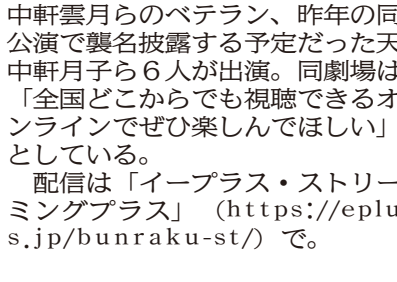 中軒雲月らのベテラン、昨年の同
公演で襲名披露する予定だった天
中軒月子ら６人が出演。同劇場は
「全国どこからでも視聴できるオ
ンラインでぜひ楽しんでほしい」
としている。
　配信は「イープラス・ストリー
ミングプラス」（https://eplu
s.jp/bunraku-st/）で。